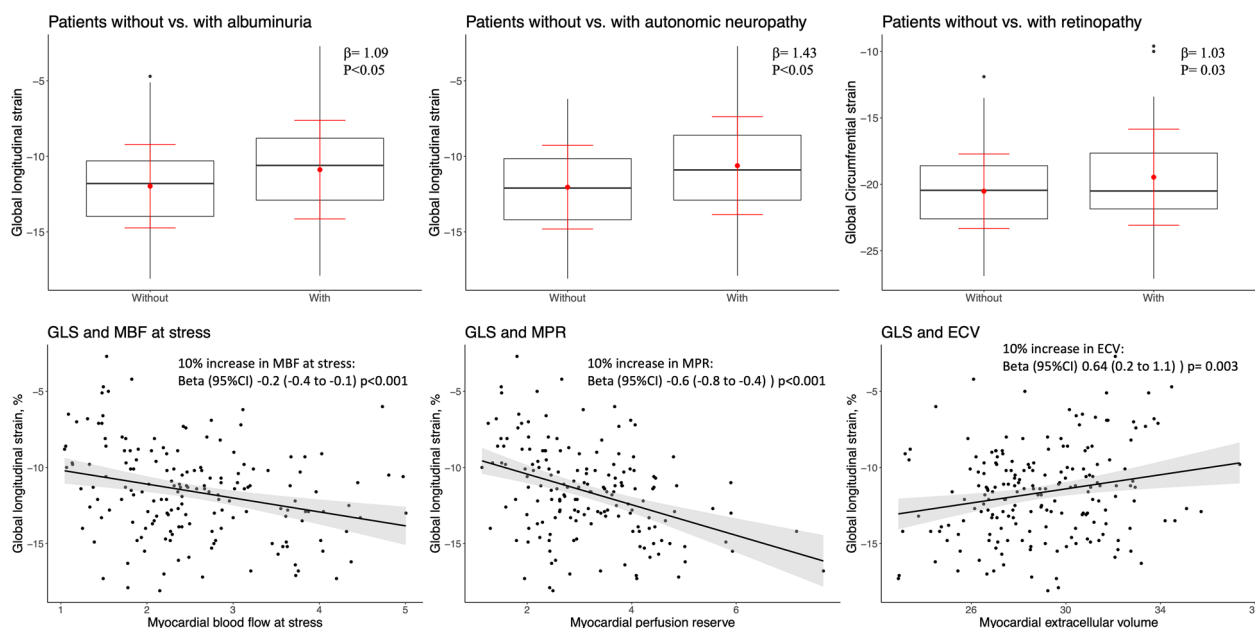 Patients without vs. with albuminuria
β= 1.09
P<0.05
Global longitudinal strain
−5
−10
−15
Without
With
Patients without vs. with autonomic neuropathy
β= 1.43
P<0.05
Global longitudinal strain
−5
−10
−15
Without
With
Patients without vs. with retinopathy
β= 1.03
P= 0.03
Global Circumfrential strain
−10
−15
−20
−25
Without
With
GLS and MBF at stress
10% increase in MBF at stress:
Beta (95%CI) -0.2 (-0.4 to -0.1) p<0.001
Global longitudinal strain, %
−5
−10
−15
1 2 3 4 5
Myocardial blood flow at stress
GLS and MPR
10% increase in MPR:
Beta (95%CI) -0.6 (-0.8 to -0.4) ) p<0.001
Global longitudinal strain, %
−5
−10
−15
2 4 6
Myocardial perfusion reserve
GLS and ECV
10% increase in ECV:
Beta (95%CI) 0.64 (0.2 to 1.1) ) p= 0.003
Global longitudinal strain, %
−5
−10
−15
26 30 34
Myocardial extracellular volume